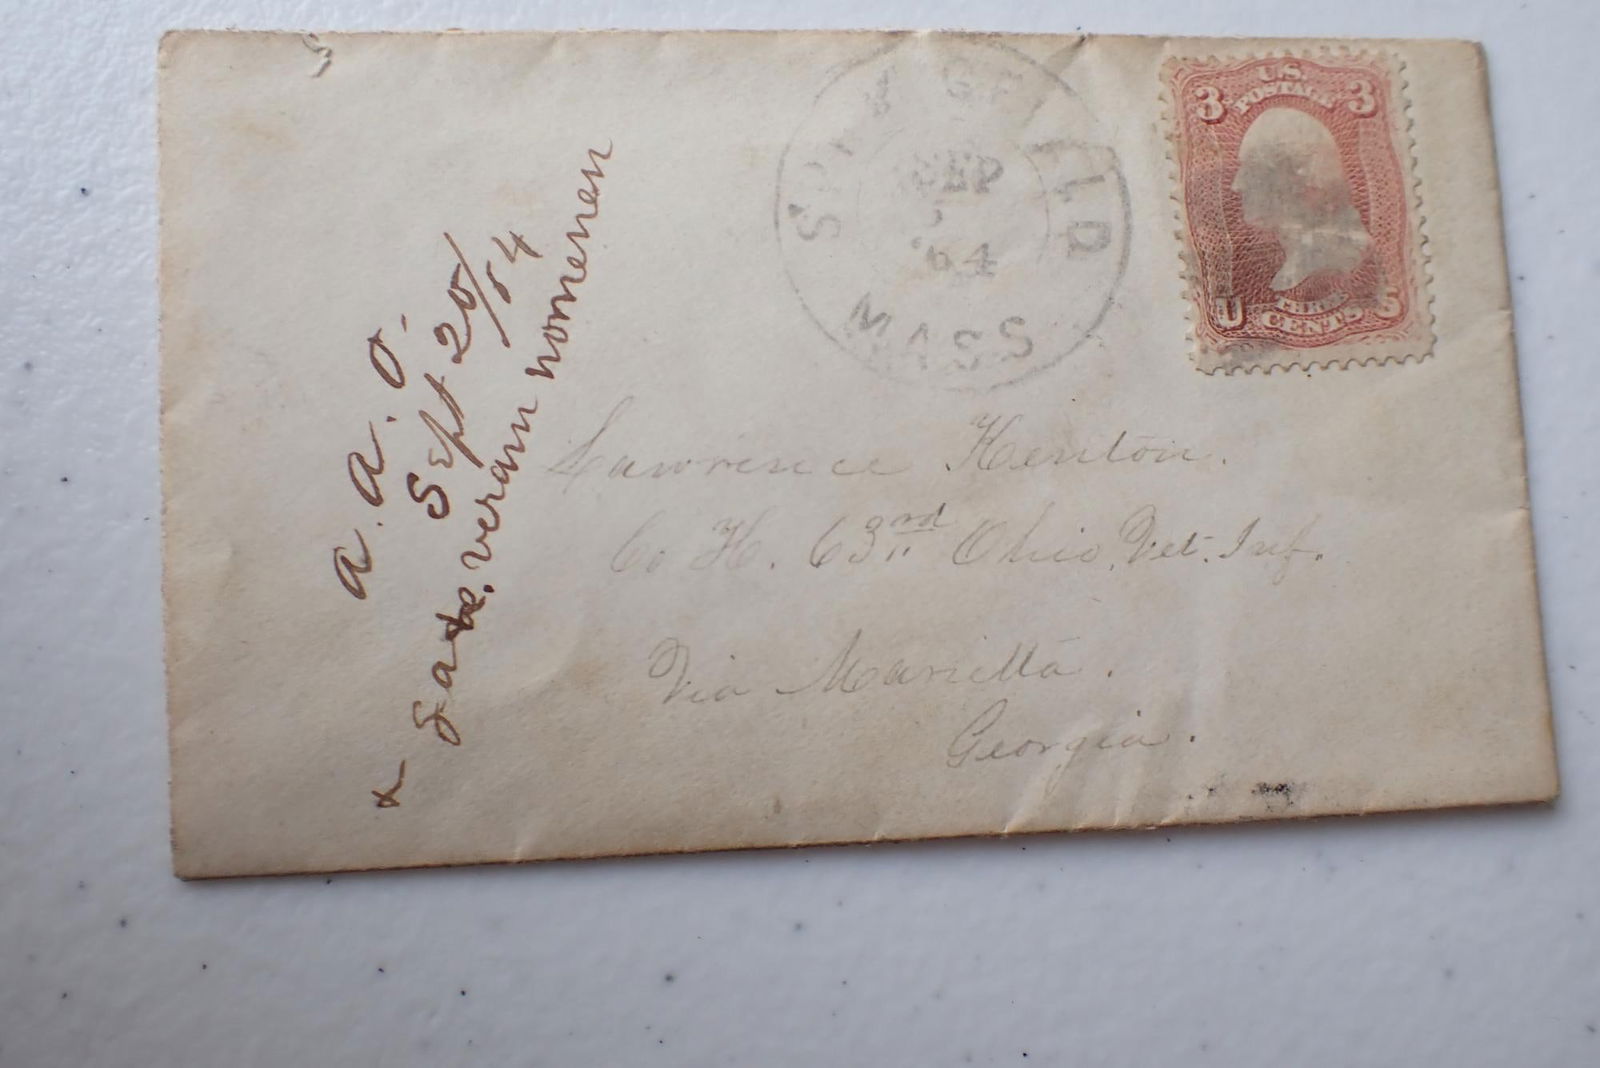 SPRINGFIELD
SEP
'64
MASS
3 U.S. 3
POSTAGE
THREE
U CENTS S
a. a. O.
Sept 20/64
Lawrence Kenton.
Co H. 63rd Ohio, Vet. Inf.
Via Marietta.
Georgia.